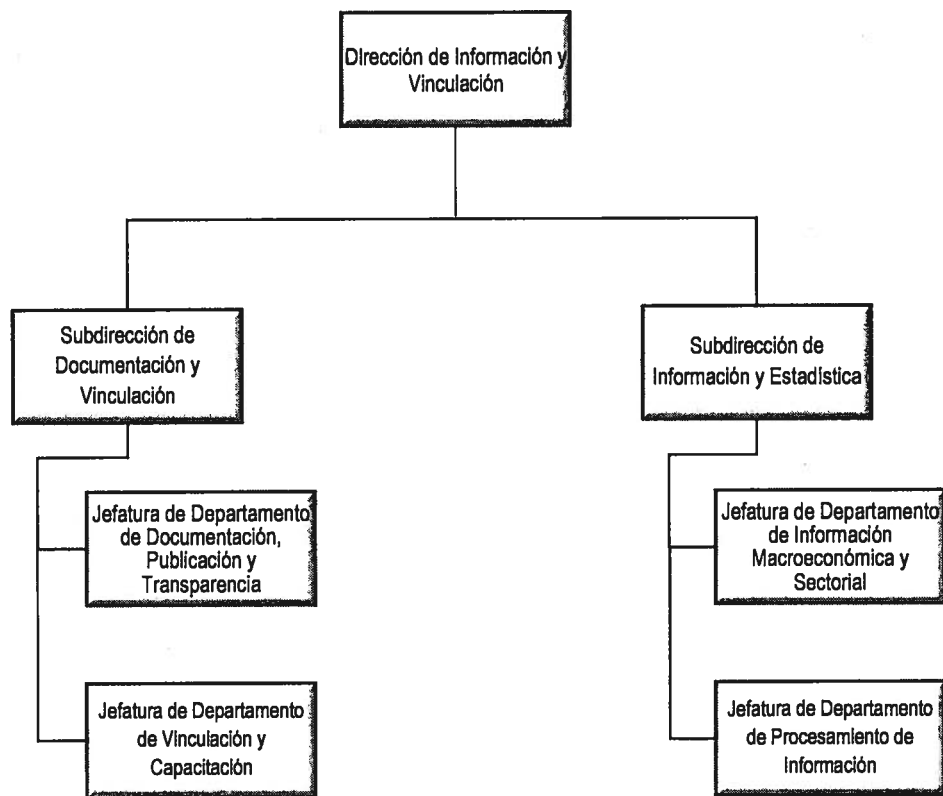 Dirección de Información y
Vinculación
Subdirección de
Documentación y
Vinculación
Subdirección de
Información y Estadística
Jefatura de Departamento
de Documentación,
Publicación y
Transparencia
Jefatura de Departamento
de Información
Macroeconómica y
Sectorial
Jefatura de Departamento
de Vinculación y
Capacitación
Jefatura de Departamento
de Procesamiento de
Información